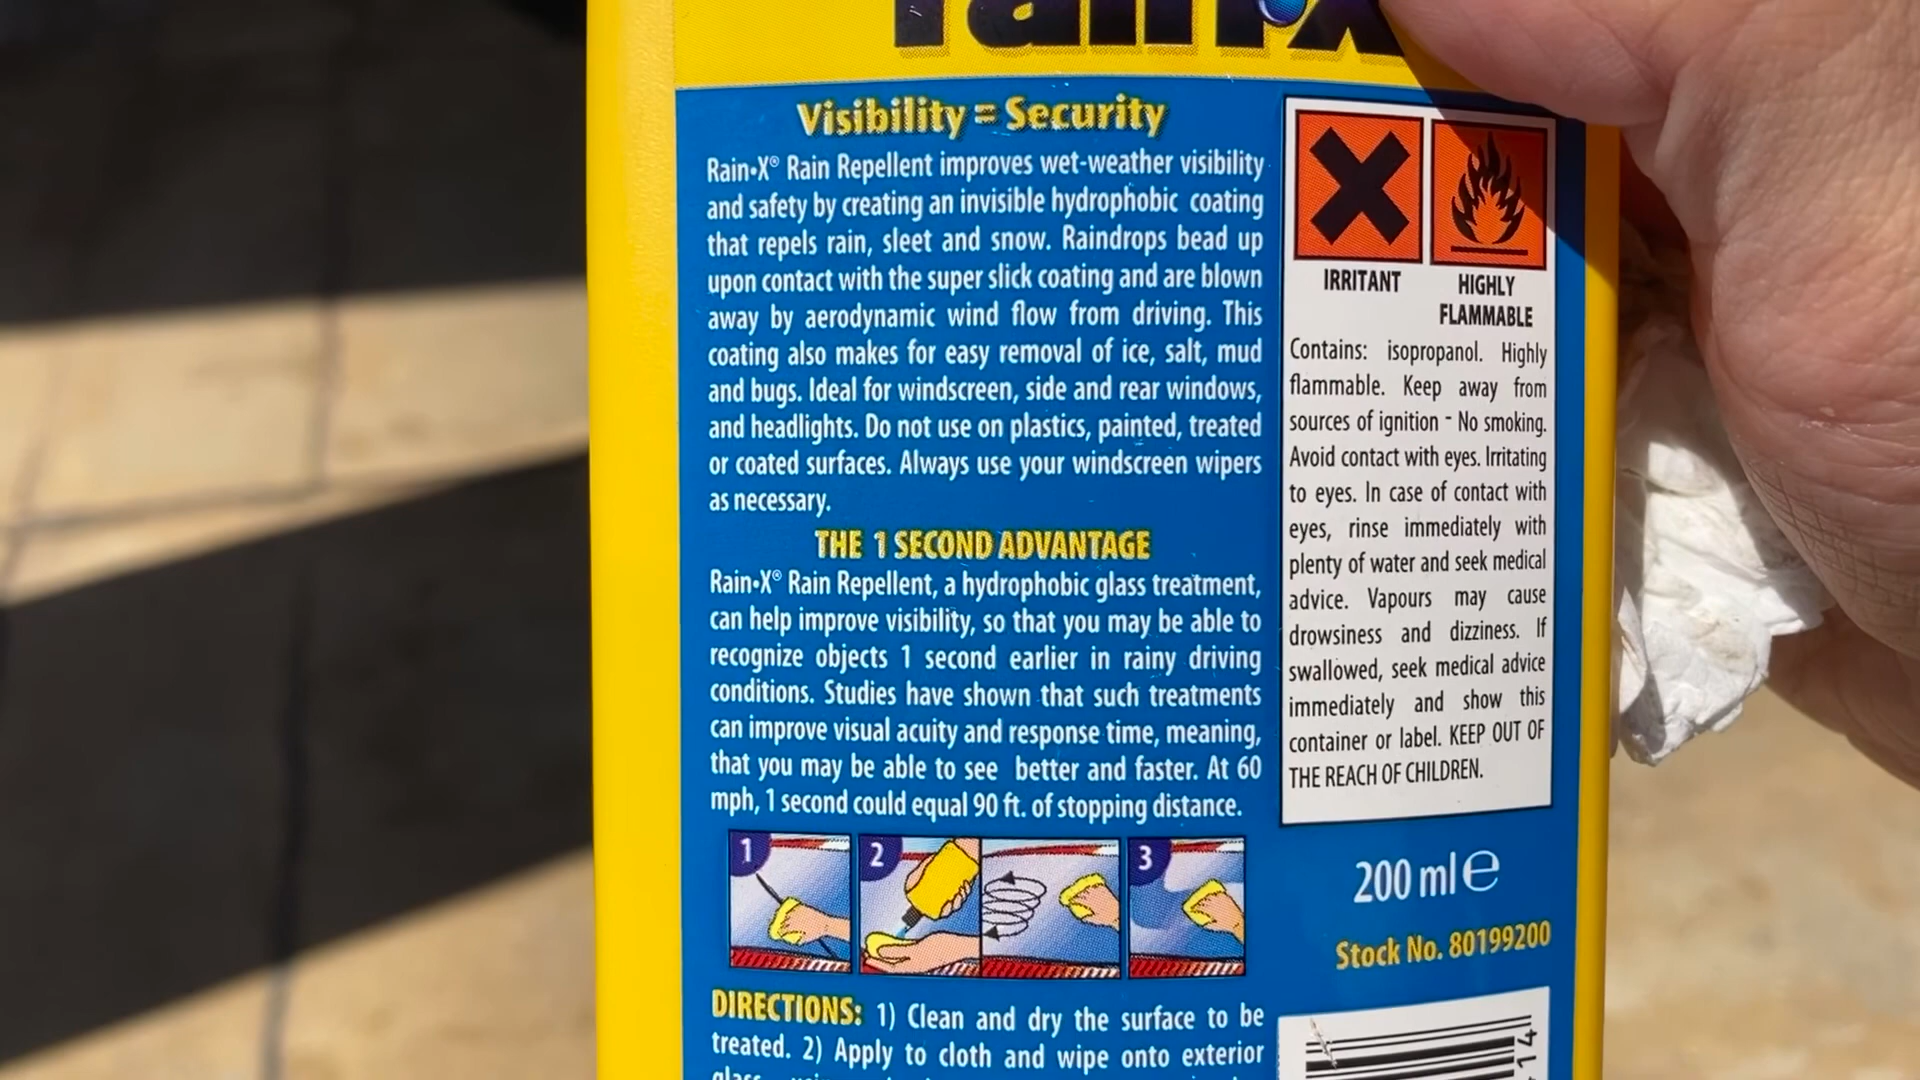 Rain•X
Visibility = Security
Rain•X® Rain Repellent improves wet-weather visibility
and safety by creating an invisible hydrophobic coating
that repels rain, sleet and snow. Raindrops bead up
upon contact with the super slick coating and are blown
away by aerodynamic wind flow from driving. This
coating also makes for easy removal of ice, salt, mud
and bugs. Ideal for windscreen, side and rear windows,
and headlights. Do not use on plastics, painted, treated
or coated surfaces. Always use your windscreen wipers
as necessary.
THE 1 SECOND ADVANTAGE
Rain•X® Rain Repellent, a hydrophobic glass treatment,
can help improve visibility, so that you may be able to
recognize objects 1 second earlier in rainy driving
conditions. Studies have shown that such treatments
can improve visual acuity and response time, meaning,
that you may be able to see better and faster. At 60
mph, 1 second could equal 90 ft. of stopping distance.
1
2
3
DIRECTIONS: 1) Clean and dry the surface to be
treated. 2) Apply to cloth and wipe onto exterior
IRRITANT
HIGHLY
FLAMMABLE
Contains: isopropanol. Highly
flammable. Keep away from
sources of ignition - No smoking.
Avoid contact with eyes. Irritating
to eyes. In case of contact with
eyes, rinse immediately with
plenty of water and seek medical
advice. Vapours may cause
drowsiness and dizziness. If
swallowed, seek medical advice
immediately and show this
container or label. KEEP OUT OF
THE REACH OF CHILDREN.
200 ml e
Stock No. 80199200
14